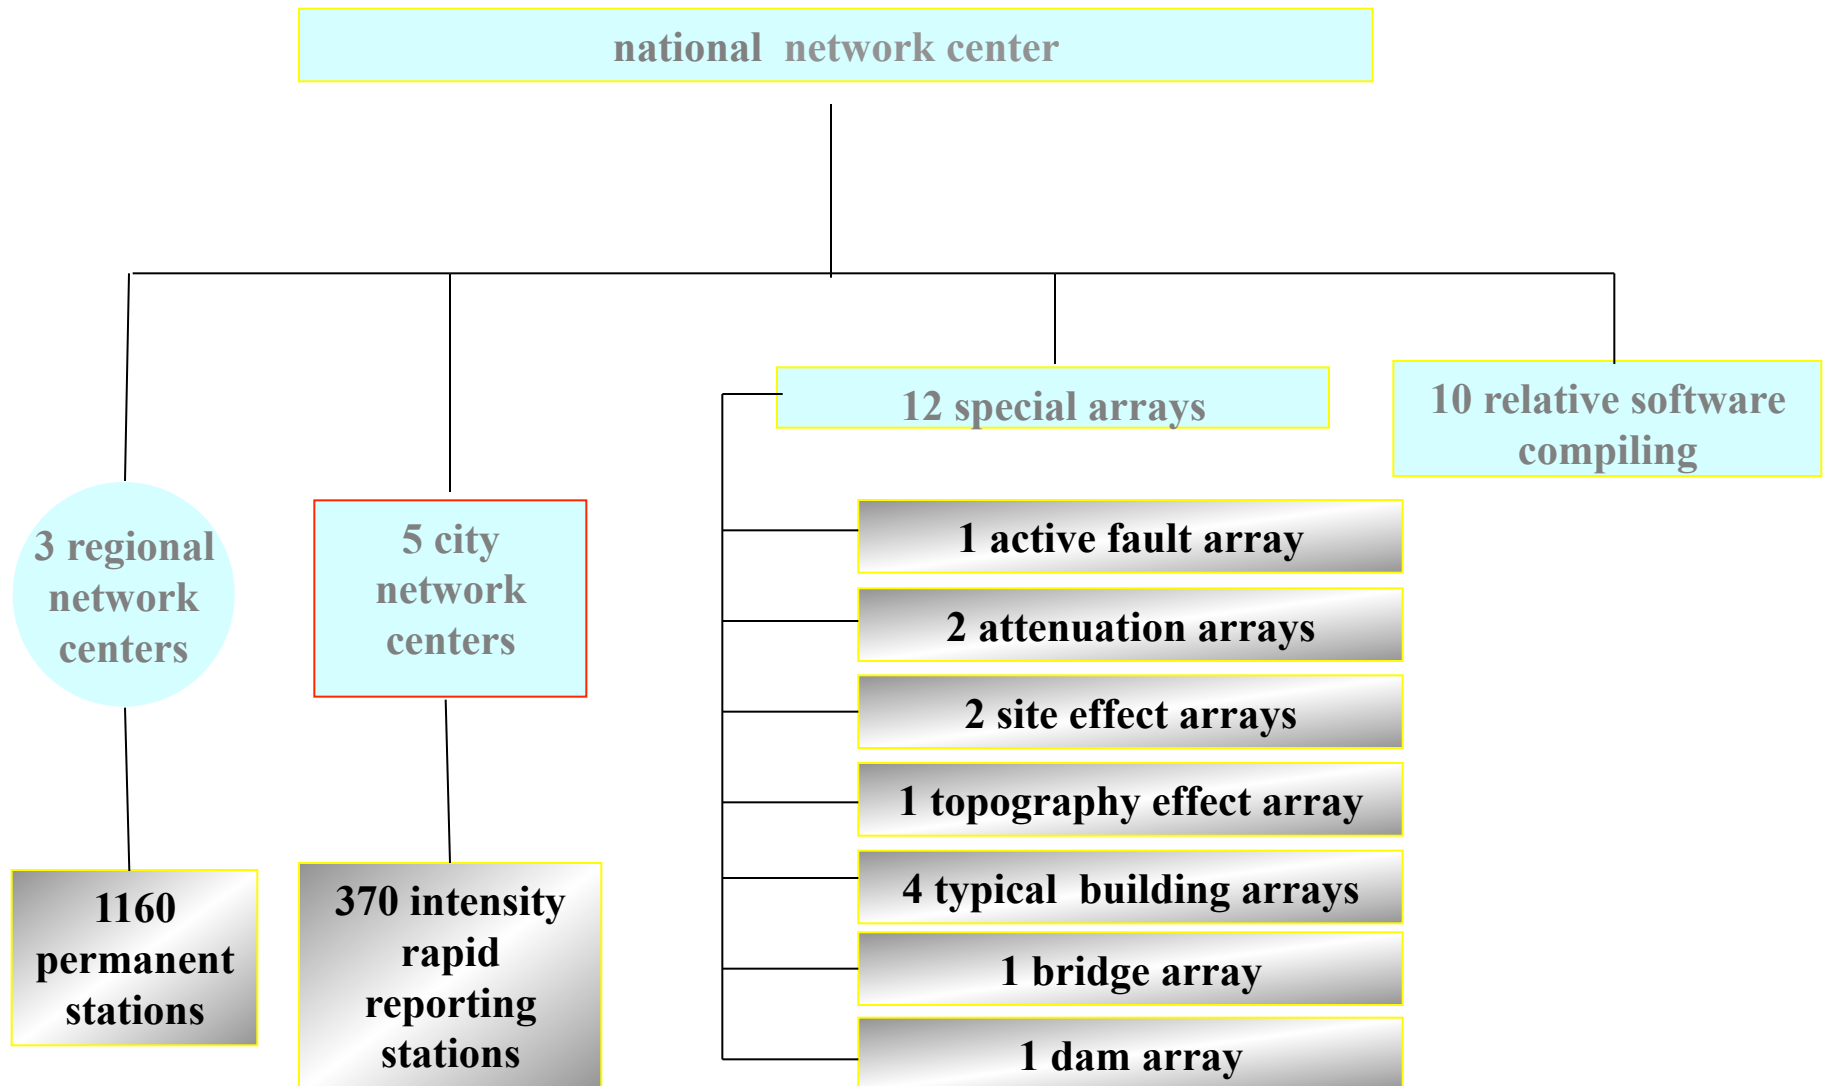 national network center
12 special arrays
10 relative software
compiling
3 regional
network
centers
5 city
network
centers
1 active fault array
2 attenuation arrays
2 site effect arrays
1 topography effect array
4 typical building arrays
1 bridge array
1 dam array
1160
permanent
stations
370 intensity
rapid
reporting
stations